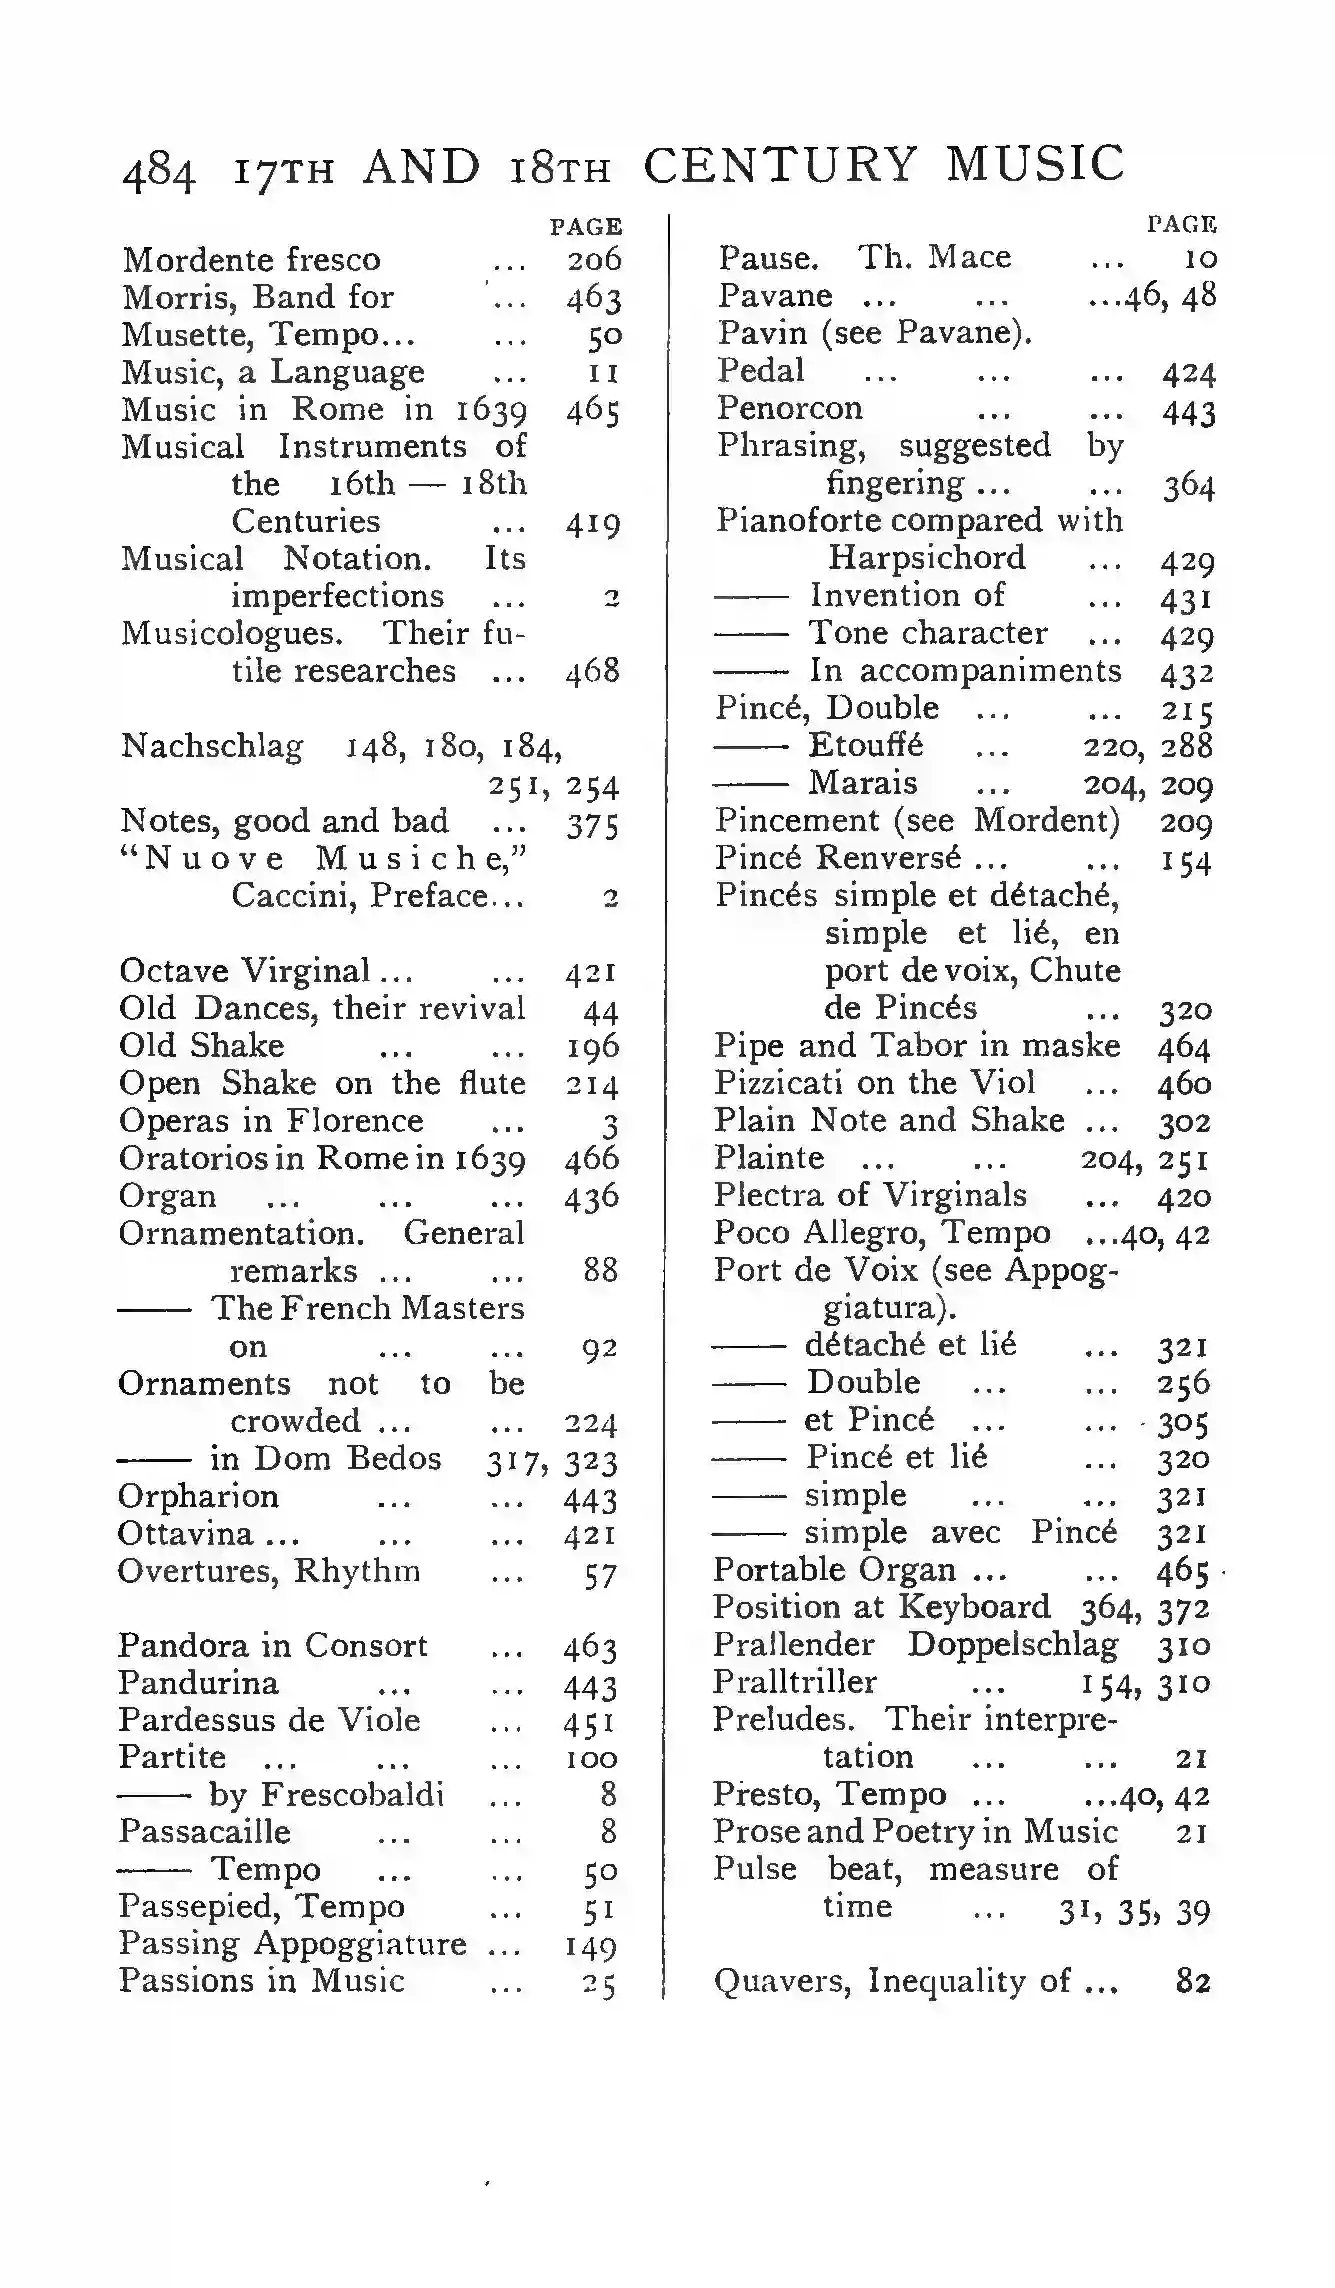 484 17TH AND 18TH CENTURY MUSIC
PAGE
Mordente fresco ... 206
Morris, Band for ... 463
Musette, Tempo... ... 50
Music, a Language ... 11
Music in Rome in 1639 465
Musical Instruments of
the 16th — 18th
Centuries ... 419
Musical Notation. Its
imperfections ... 2
Musicologues. Their fu-
tile researches ... 468
Nachschlag 148, 180, 184,
251, 254
Notes, good and bad ... 375
“Nuove Musiche,”
Caccini, Preface... 2
Octave Virginal... ... 421
Old Dances, their revival 44
Old Shake ... ... 196
Open Shake on the flute 214
Operas in Florence ... 3
Oratorios in Rome in 1639 466
Organ ... ... ... 436
Ornamentation. General
remarks ... ... 88
—— The French Masters
on ... ... 92
Ornaments not to be
crowded ... ... 224
—— in Dom Bedos 317, 323
Orpharion ... ... 443
Ottavina ... ... ... 421
Overtures, Rhythm ... 57
Pandora in Consort ... 463
Pandurina ... ... 443
Pardessus de Viole ... 451
Partite ... ... ... 100
—— by Frescobaldi ... 8
Passacaille ... ... 8
—— Tempo ... ... 50
Passepied, Tempo ... 51
Passing Appoggiature ... 149
Passions in Music ... 25
PAGE
Pause. Th. Mace ... 10
Pavane ... ... ...46, 48
Pavin (see Pavane).
Pedal ... ... ... 424
Penorcon ... ... 443
Phrasing, suggested by
fingering ... ... 364
Pianoforte compared with
Harpsichord ... 429
—— Invention of ... 431
—— Tone character ... 429
—— In accompaniments 432
Pincé, Double ... ... 215
—— Etouffé ... 220, 288
—— Marais ... 204, 209
Pincement (see Mordent) 209
Pincé Renversé ... ... 154
Pincés simple et détaché,
simple et lié, en
port de voix, Chute
de Pincés ... 320
Pipe and Tabor in maske 464
Pizzicati on the Viol ... 460
Plain Note and Shake ... 302
Plainte ... ... 204, 251
Plectra of Virginals ... 420
Poco Allegro, Tempo ...40, 42
Port de Voix (see Appog-
giatura).
—— détaché et lié ... 321
—— Double ... ... 256
—— et Pincé ... ... 305
—— Pincé et lié ... 320
—— simple ... ... 321
—— simple avec Pincé 321
Portable Organ ... ... 465
Position at Keyboard 364, 372
Prallender Doppelschlag 310
Pralltriller ... 154, 310
Preludes. Their interpre-
tation ... ... 21
Presto, Tempo ... ...40, 42
Prose and Poetry in Music 21
Pulse beat, measure of
time ... 31, 35, 39
Quavers, Inequality of ... 82